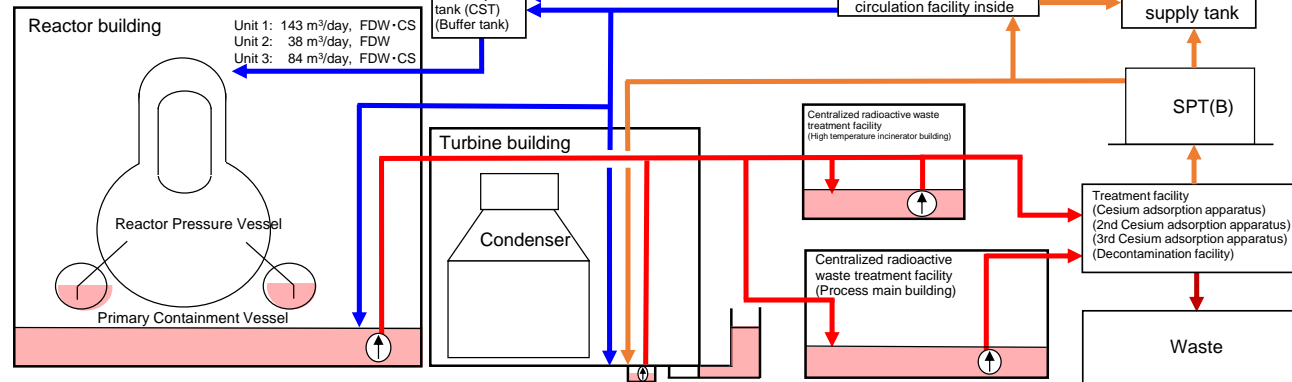 tank (CST)
(Buffer tank)
circulation facility inside
supply tank
Reactor building
Unit 1: 143 m³/day, FDW・CS
Unit 2: 38 m³/day, FDW
Unit 3: 84 m³/day, FDW・CS
SPT(B)
Centralized radioactive waste
treatment facility
(High temperature incinerator building)
Turbine building
Treatment facility
(Cesium adsorption apparatus)
(2nd Cesium adsorption apparatus)
(3rd Cesium adsorption apparatus)
(Decontamination facility)
Reactor Pressure Vessel
Condenser
Centralized radioactive
waste treatment facility
(Process main building)
Primary Containment Vessel
Waste